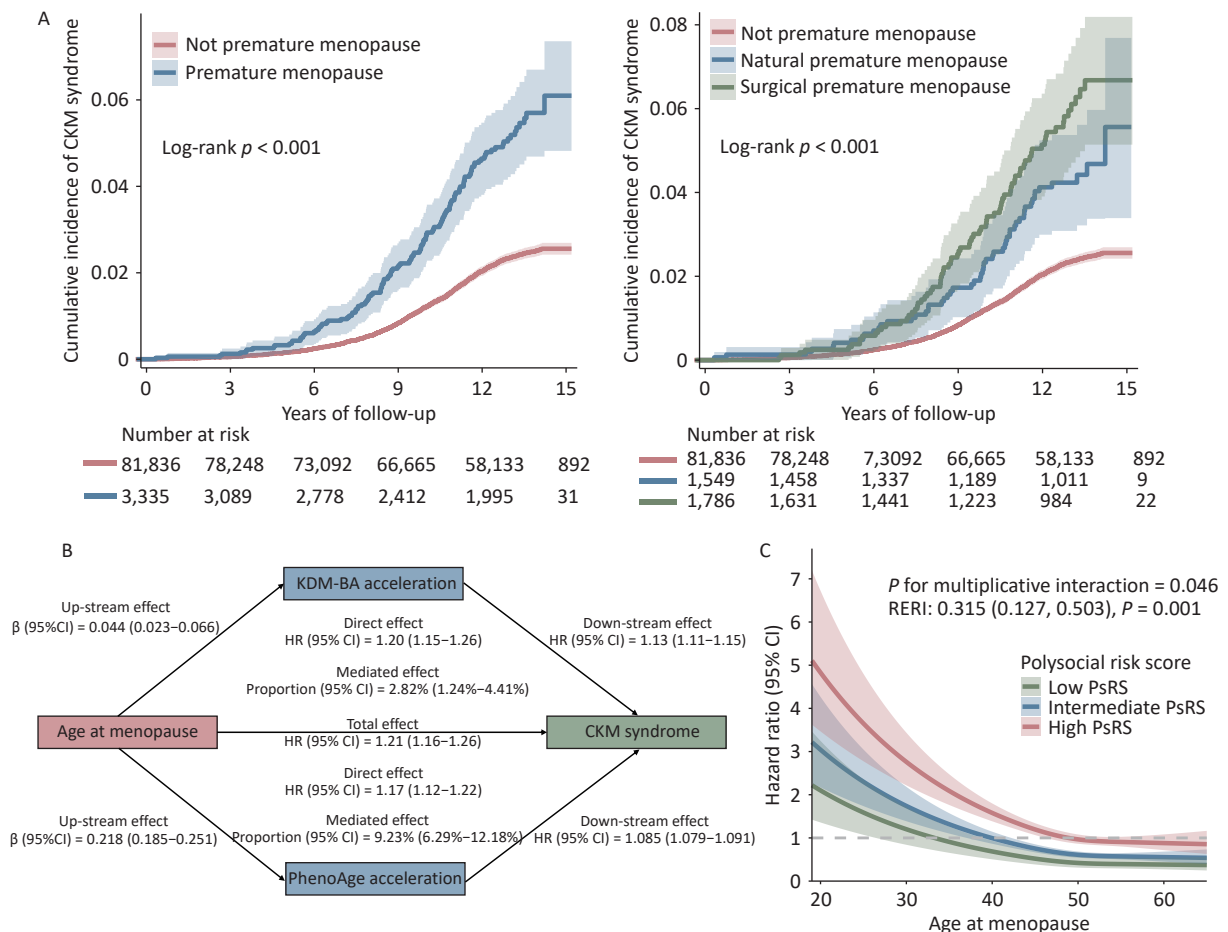 A
Cumulative incidence of CKM syndrome
Not premature menopause
Premature menopause
Log-rank p < 0.001
0.06
0.04
0.02
0
0 3 6 9 12 15
Years of follow-up
Number at risk
81,836 78,248 73,092 66,665 58,133 892
3,335 3,089 2,778 2,412 1,995 31
Cumulative incidence of CKM syndrome
Not premature menopause
Natural premature menopause
Surgical premature menopause
Log-rank p < 0.001
0.08
0.06
0.04
0.02
0
0 3 6 9 12 15
Years of follow-up
Number at risk
81,836 78,248 7,3092 66,665 58,133 892
1,549 1,458 1,337 1,189 1,011 9
1,786 1,631 1,441 1,223 984 22
B
KDM-BA acceleration
Up-stream effect
β (95%CI) = 0.044 (0.023−0.066)
Direct effect
HR (95% CI) = 1.20 (1.15−1.26)
Down-stream effect
HR (95% CI) = 1.13 (1.11−1.15)
Mediated effect
Proportion (95% CI) = 2.82% (1.24%−4.41%)
Age at menopause
Total effect
HR (95% CI) = 1.21 (1.16−1.26)
CKM syndrome
Direct effect
HR (95% CI) = 1.17 (1.12−1.22)
Up-stream effect
β (95%CI) = 0.218 (0.185−0.251)
Mediated effect
Proportion (95% CI) = 9.23% (6.29%−12.18%)
Down-stream effect
HR (95% CI) = 1.085 (1.079−1.091)
PhenoAge acceleration
C
Hazard ratio (95% CI)
P for multiplicative interaction = 0.046
RERI: 0.315 (0.127, 0.503), P = 0.001
Polysocial risk score
Low PsRS
Intermediate PsRS
High PsRS
7
6
5
4
3
2
1
0
20 30 40 50 60
Age at menopause